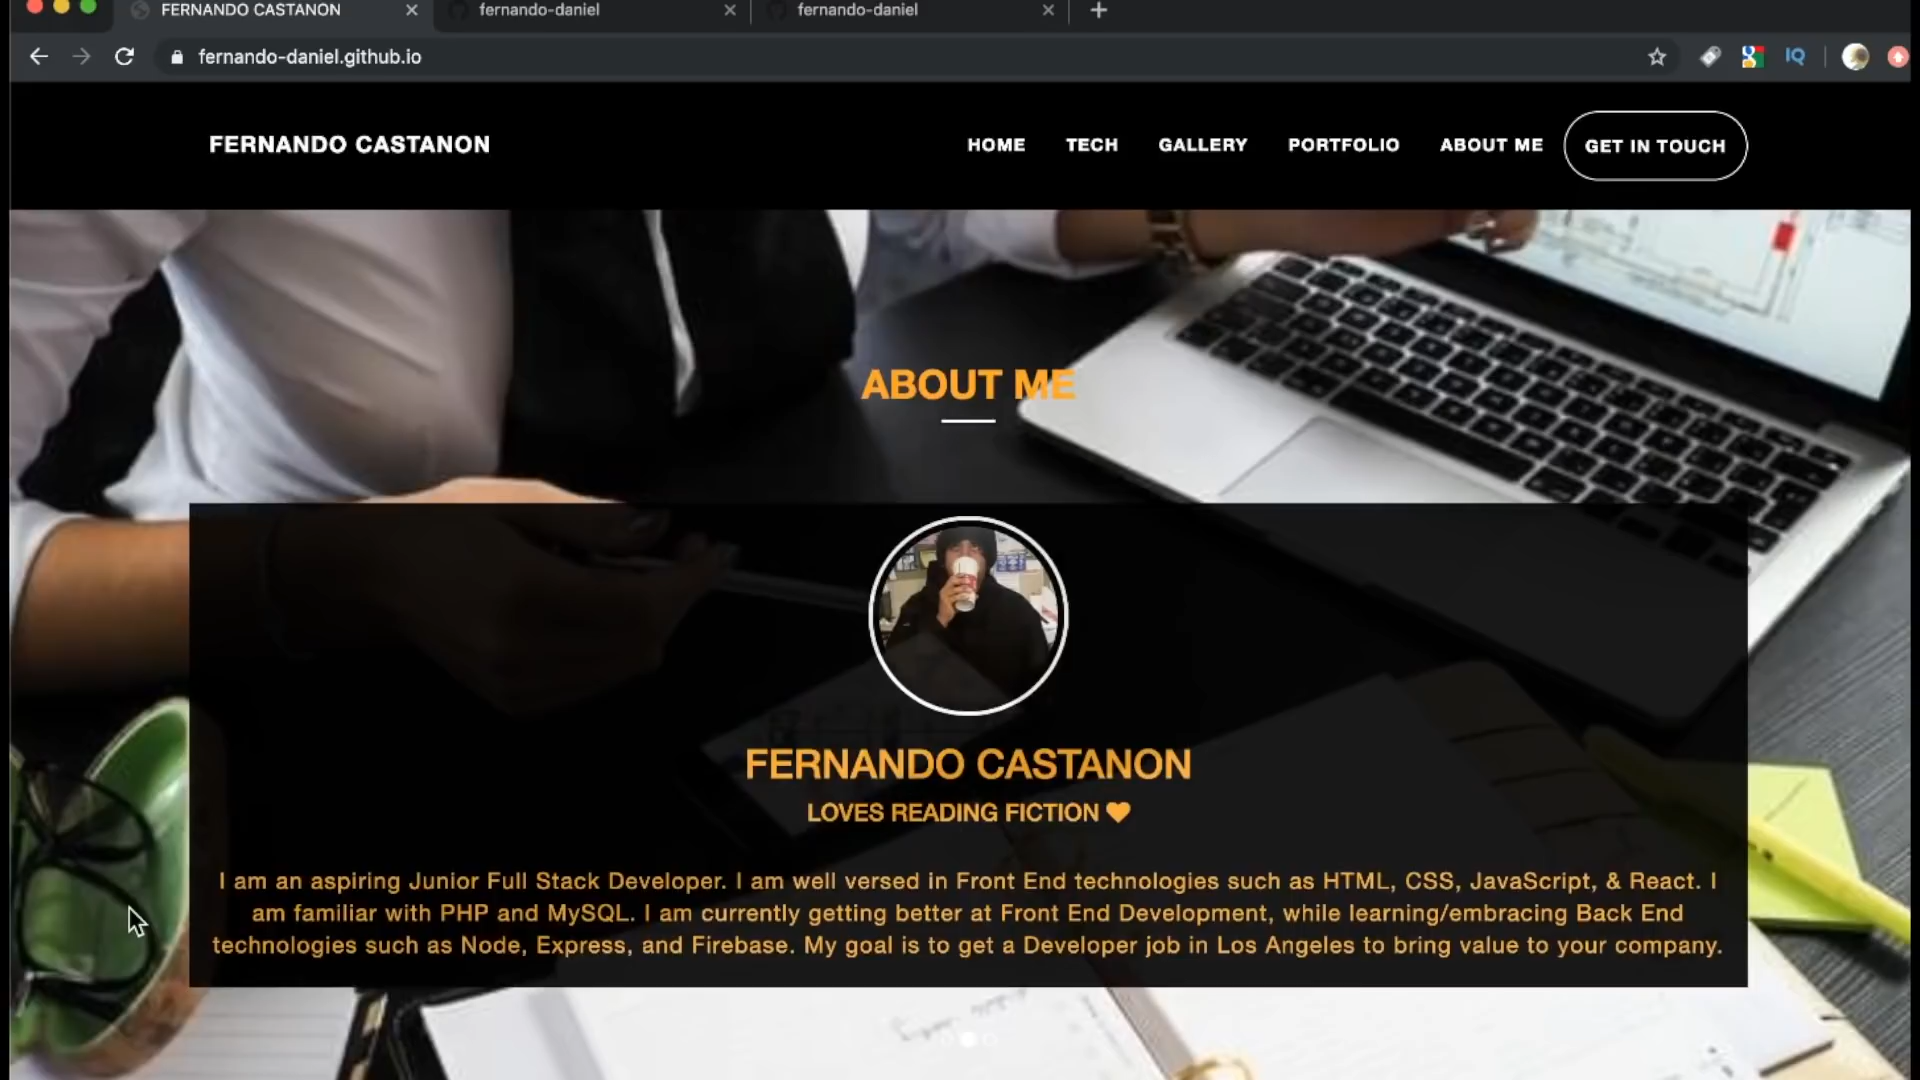 FERNANDO CASTANON
fernando-daniel
fernando-daniel
fernando-daniel.github.io
IQ
FERNANDO CASTANON
HOME
TECH
GALLERY
PORTFOLIO
ABOUT ME
GET IN TOUCH
ABOUT ME
FERNANDO CASTANON
LOVES READING FICTION
I am an aspiring Junior Full Stack Developer. I am well versed in Front End technologies such as HTML, CSS, JavaScript, & React. I
am familiar with PHP and MySQL. I am currently getting better at Front End Development, while learning/embracing Back End
technologies such as Node, Express, and Firebase. My goal is to get a Developer job in Los Angeles to bring value to your company.